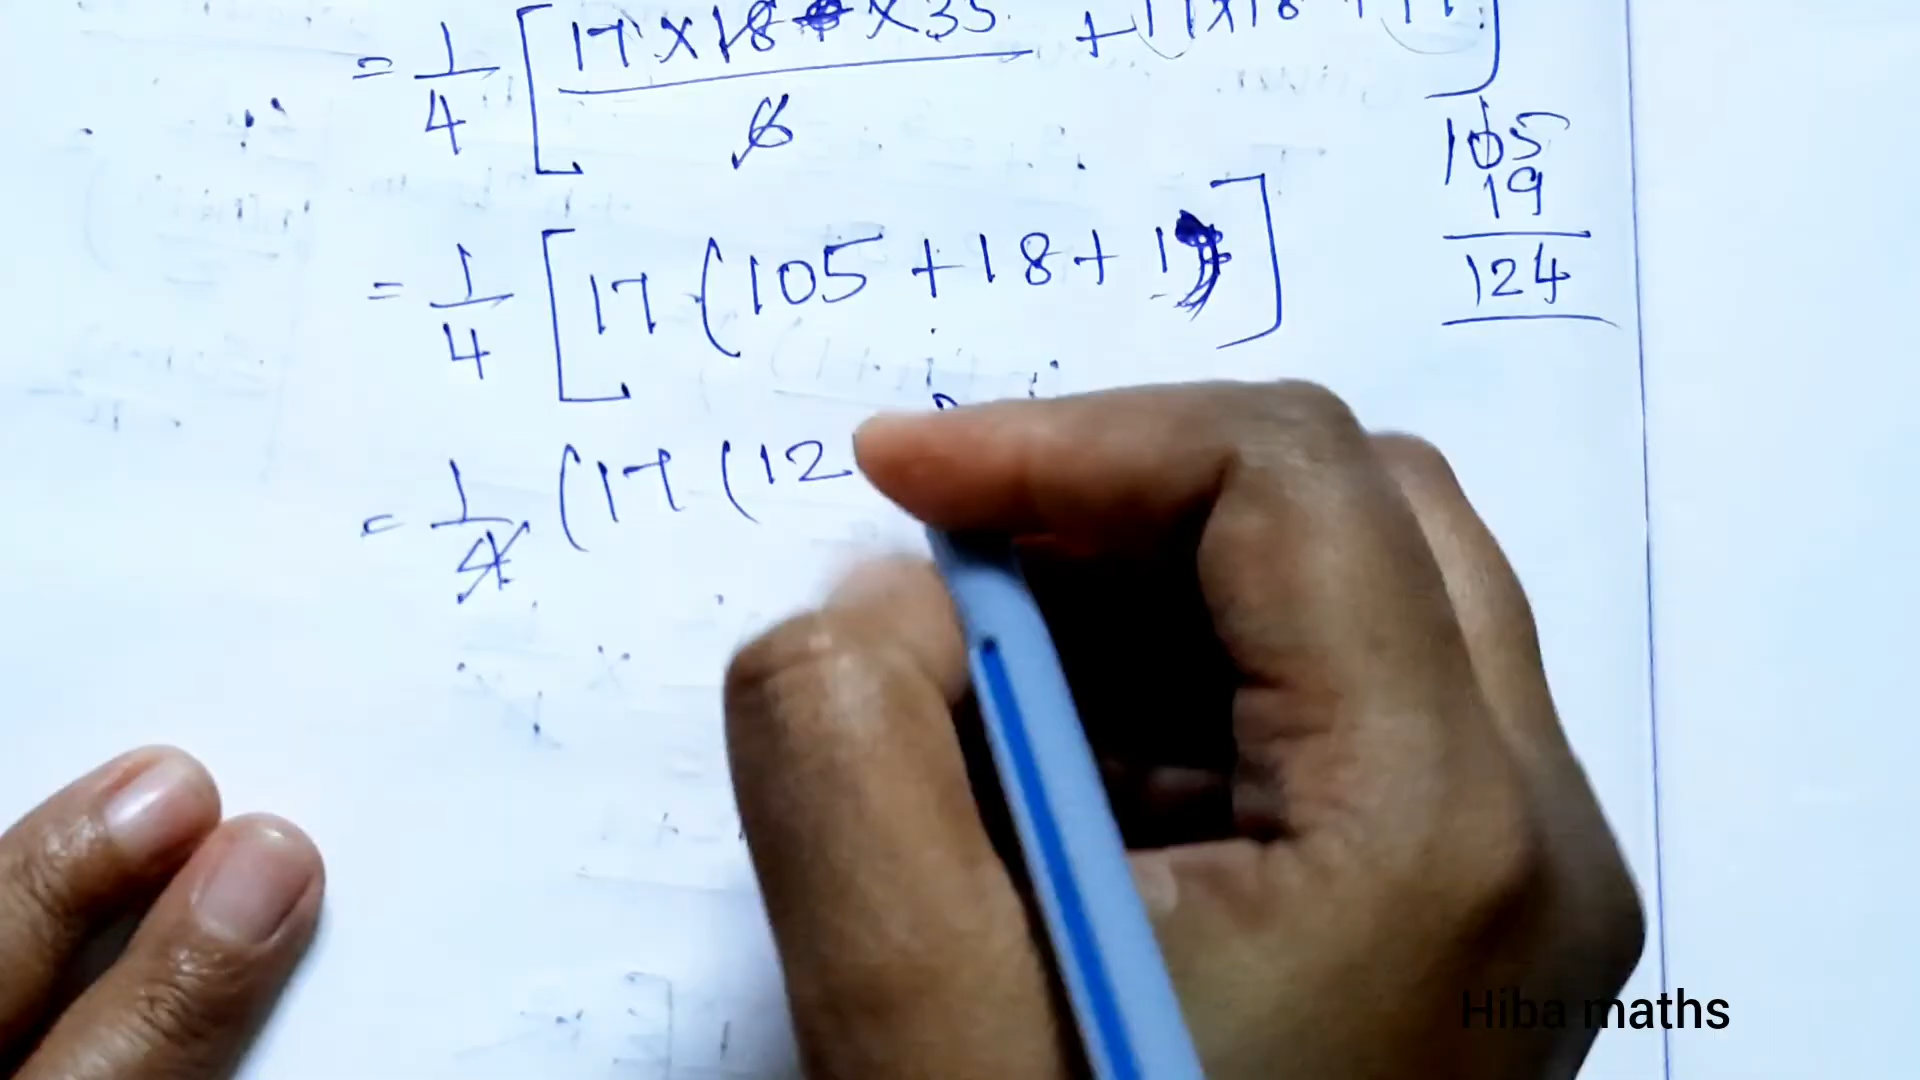 = 1/4 [ 17 × 18 × 35 / 6 + 17 × 18 + 17 ]
105
19
124
= 1/4 [ 17 ( 105 + 18 + 1 ) ]
= 1/4 ( 17 ( 12
Hiba maths